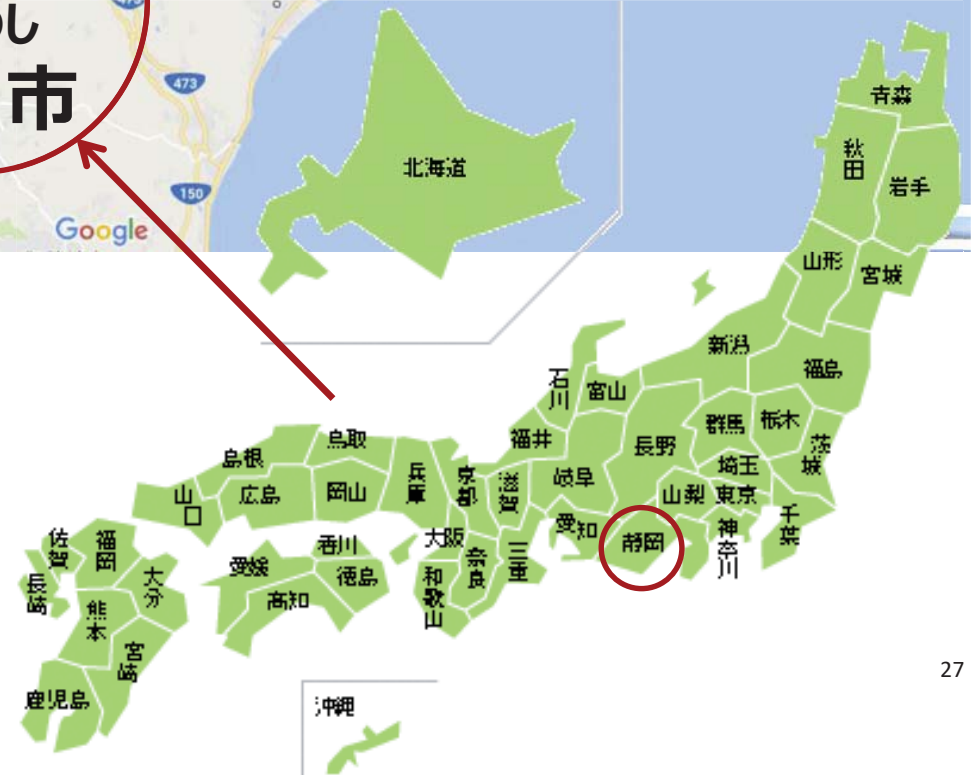 市
473
150
Google
北海道
青森
秋田
岩手
山形
宮城
新潟
福島
石川
富山
福井
長野
群馬
栃木
茨城
埼玉
岐阜
山梨
東京
千葉
神奈川
愛知
静岡
鳥取
島根
兵庫
京都
滋賀
山口
広島
岡山
大阪
奈良
三重
和歌山
香川
愛媛
徳島
高知
佐賀
福岡
長崎
大分
熊本
宮崎
鹿児島
沖縄
27